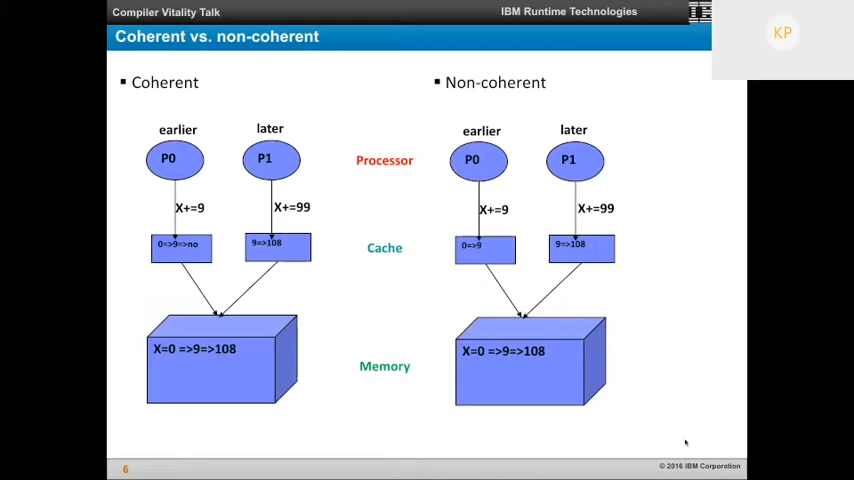 Compiler Vitality Talk
IBM Runtime Technologies
KP
Coherent vs. non-coherent
▪ Coherent
▪ Non-coherent
earlier
later
earlier
later
P0
P1
Processor
P0
P1
X+=9
X+=99
X+=9
X+=99
0=>9=>no
9=>108
Cache
0=>9
9=>108
X=0 =>9=>108
Memory
X=0 =>9=>108
6
© 2016 IBM Corporation